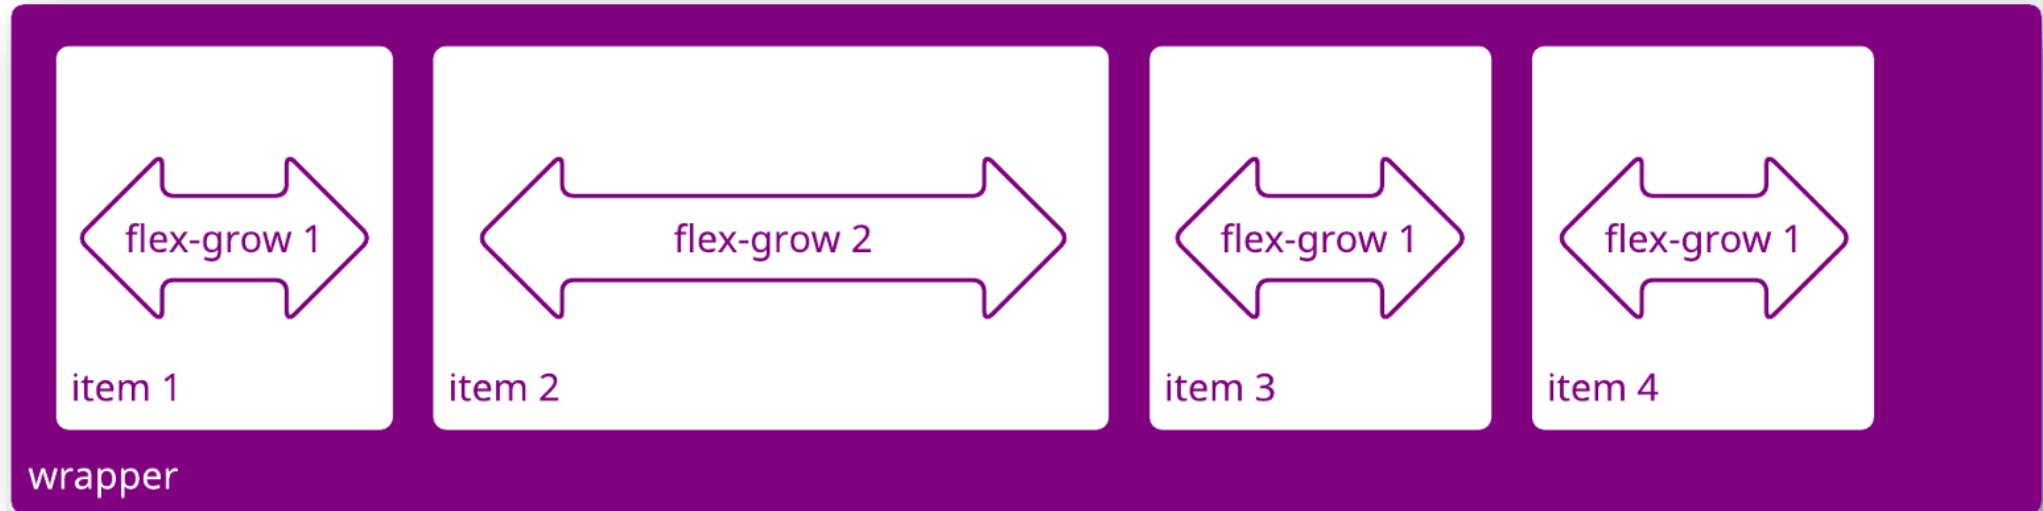 flex-grow 1
flex-grow 2
flex-grow 1
flex-grow 1
item 1
item 2
item 3
item 4
wrapper